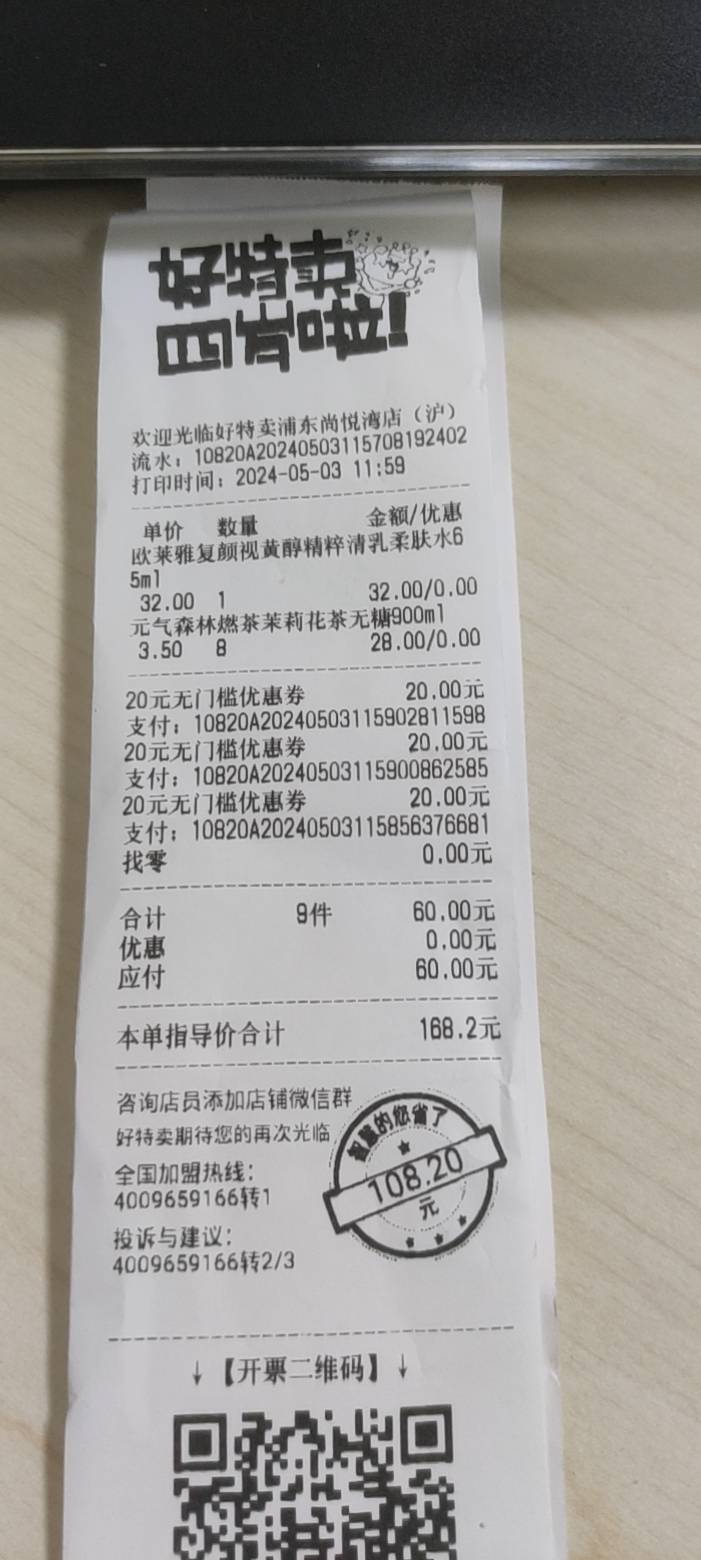 好特卖
欢迎光临好特卖浦东尚悦湾店（沪）
流水：10820A20240503115708192402
打印时间：2024-05-03 11:59
单价 数量 金额/优惠
欧莱雅复颜视黄醇精粹清乳柔肤水6
5ml
32.00 1 32.00/0.00
元气森林燃茶茉莉花茶无糖900ml
3.50 8 28.00/0.00
20元无门槛优惠券 20.00元
支付：10820A20240503115902811598
20元无门槛优惠券 20.00元
支付：10820A20240503115900862585
20元无门槛优惠券 20.00元
支付：10820A20240503115856376681
找零 0.00元
合计 9件 60.00元
优惠 0.00元
应付 60.00元
本单指导价合计 168.2元
咨询店员添加店铺微信群
好特卖期待您的再次光临
智慧的您省了
108.20
元
全国加盟热线：
4009659166转1
投诉与建议：
4009659166转2/3
↓【开票二维码】↓